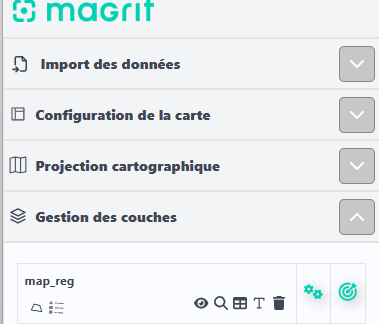 magrit
Import des données
Configuration de la carte
Projection cartographique
Gestion des couches
map_reg